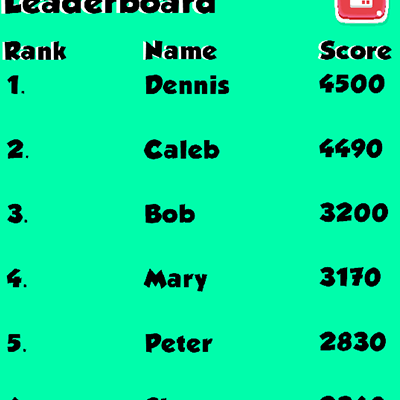 Leaderboard
Rank Name Score
1. Dennis 4500
2. Caleb 4490
3. Bob 3200
4. Mary 3170
5. Peter 2830